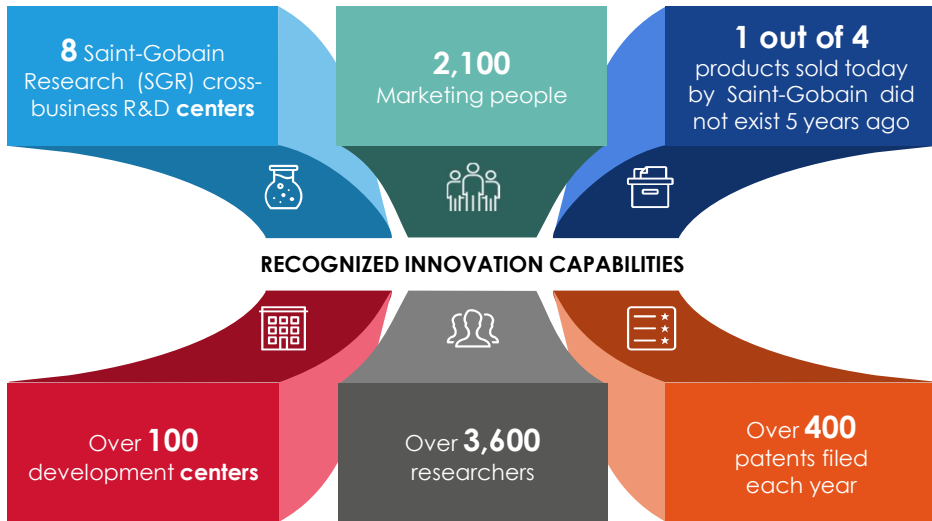 8 Saint-Gobain
Research (SGR) cross-
business R&D centers
2,100
Marketing people
1 out of 4
products sold today
by Saint-Gobain did
not exist 5 years ago
RECOGNIZED INNOVATION CAPABILITIES
Over 100
development centers
Over 3,600
researchers
Over 400
patents filed
each year